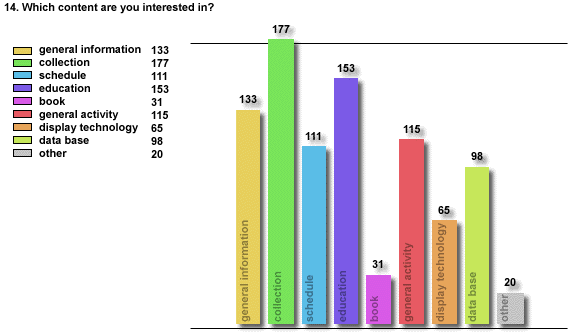 14. Which content are you interested in?
general information 133
collection 177
schedule 111
education 153
book 31
general activity 115
display technology 65
data base 98
other 20
133
177
111
153
31
115
65
98
20
general information
collection
schedule
education
book
general activity
display technology
data base
other